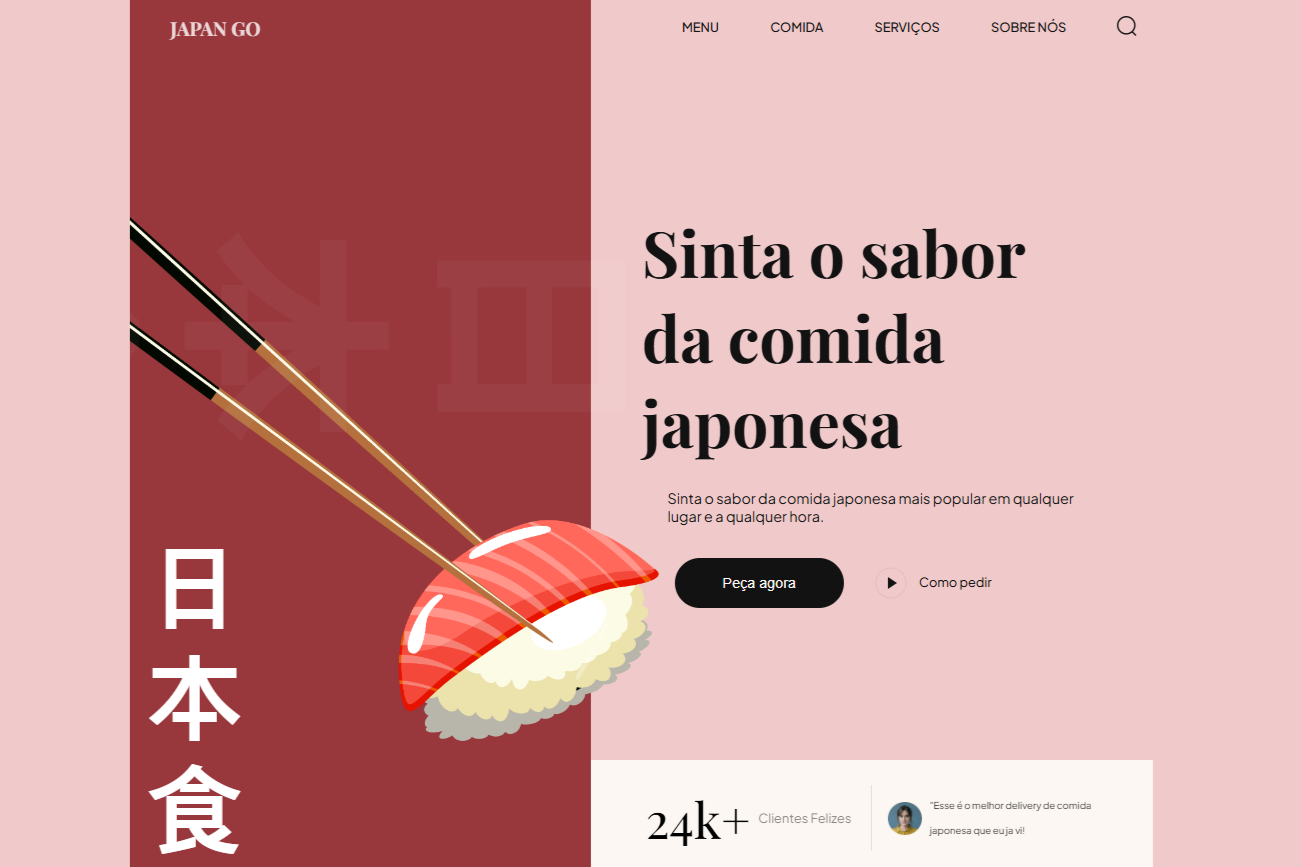 JAPAN GO
MENU COMIDA SERVIÇOS SOBRE NÓS
Sinta o sabor
da comida
japonesa
Sinta o sabor da comida japonesa mais popular em qualquer
lugar e a qualquer hora.
Peça agora
Como pedir
日
本
食
24k+ Clientes Felizes
"Esse é o melhor delivery de comida
japonesa que eu ja vi!
日本